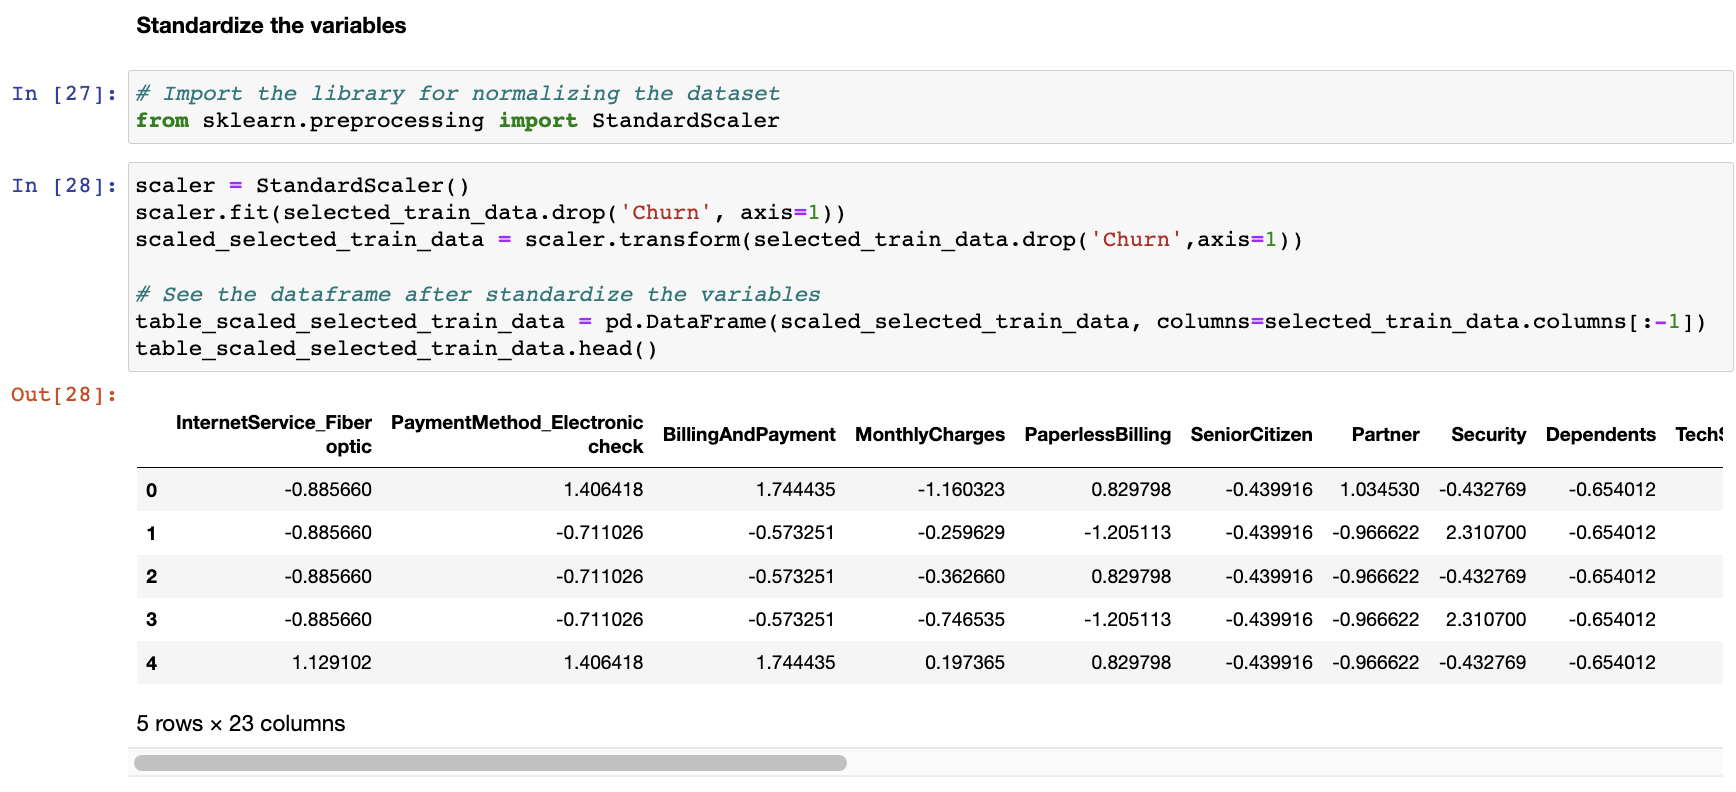 Standardize the variables
In [27]: # Import the library for normalizing the dataset
from sklearn.preprocessing import StandardScaler
In [28]: scaler = StandardScaler()
scaler.fit(selected_train_data.drop('Churn', axis=1))
scaled_selected_train_data = scaler.transform(selected_train_data.drop('Churn',axis=1))
# See the dataframe after standardize the variables
table_scaled_selected_train_data = pd.DataFrame(scaled_selected_train_data, columns=selected_train_data.columns[:-1])
table_scaled_selected_train_data.head()
Out[28]:
InternetService_Fiber optic PaymentMethod_Electronic check BillingAndPayment MonthlyCharges PaperlessBilling SeniorCitizen Partner Security Dependents
0 -0.885660 1.406418 1.744435 -1.160323 0.829798 -0.439916 1.034530 -0.432769 -0.654012
1 -0.885660 -0.711026 -0.573251 -0.259629 -1.205113 -0.439916 -0.966622 2.310700 -0.654012
2 -0.885660 -0.711026 -0.573251 -0.362660 0.829798 -0.439916 -0.966622 -0.432769 -0.654012
3 -0.885660 -0.711026 -0.573251 -0.746535 -1.205113 -0.439916 -0.966622 2.310700 -0.654012
4 1.129102 1.406418 1.744435 0.197365 0.829798 -0.439916 -0.966622 -0.432769 -0.654012
5 rows × 23 columns